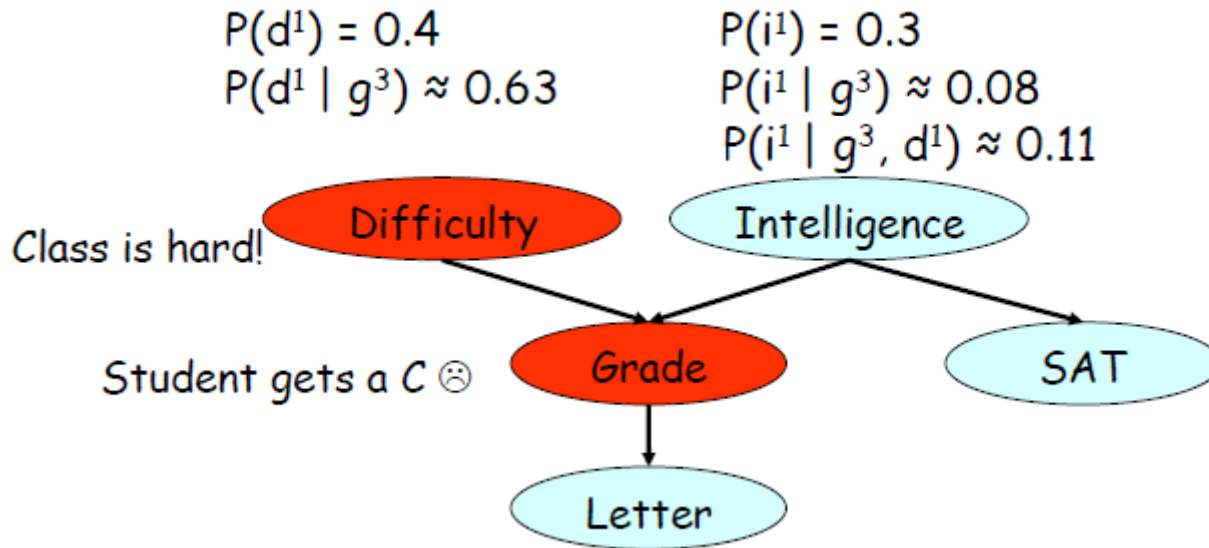 P(d¹) = 0.4
P(d¹ | g³) ≈ 0.63
P(i¹) = 0.3
P(i¹ | g³) ≈ 0.08
P(i¹ | g³, d¹) ≈ 0.11
Difficulty
Intelligence
Class is hard!
Grade
SAT
Student gets a C ☹
Letter